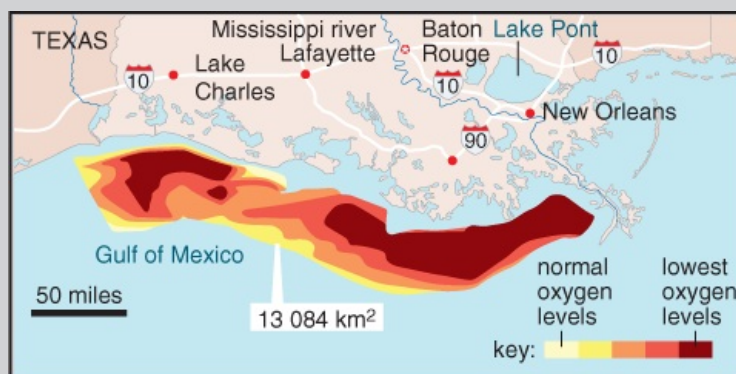 TEXAS
Mississippi river
Lafayette
Baton
Rouge
Lake Pont
10
10
Lake
Charles
10
New Orleans
90
Gulf of Mexico
50 miles
13 084 km²
normal
oxygen
levels
lowest
oxygen
levels
key: